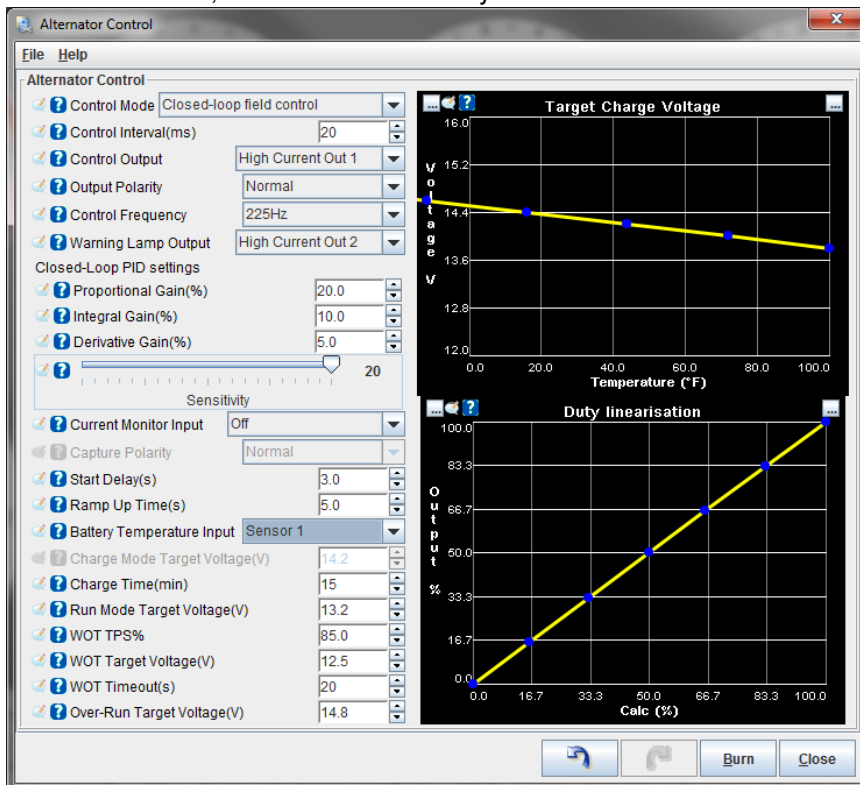 Alternator Control
File Help
Alternator Control
Control Mode Closed-loop field control
Control Interval(ms) 20
Control Output High Current Out 1
Output Polarity Normal
Control Frequency 225Hz
Warning Lamp Output High Current Out 2
Closed-Loop PID settings
Proportional Gain(%) 20.0
Integral Gain(%) 10.0
Derivative Gain(%) 5.0
20
Sensitivity
Current Monitor Input Off
Capture Polarity Normal
Start Delay(s) 3.0
Ramp Up Time(s) 5.0
Battery Temperature Input Sensor 1
Charge Mode Target Voltage(V) 14.2
Charge Time(min) 15
Run Mode Target Voltage(V) 13.2
WOT TPS% 85.0
WOT Target Voltage(V) 12.5
WOT Timeout(s) 20
Over-Run Target Voltage(V) 14.8
... ? Target Charge Voltage ...
16.0
15.2
14.4
13.6
12.8
12.0
Voltage V
0.0 20.0 40.0 60.0 80.0 100.0
Temperature (°F)
... ? Duty linearisation ...
100.0
83.3
66.7
50.0
33.3
16.7
0.0
Output %
0.0 16.7 33.3 50.0 66.7 83.3 100.0
Calc (%)
Burn Close